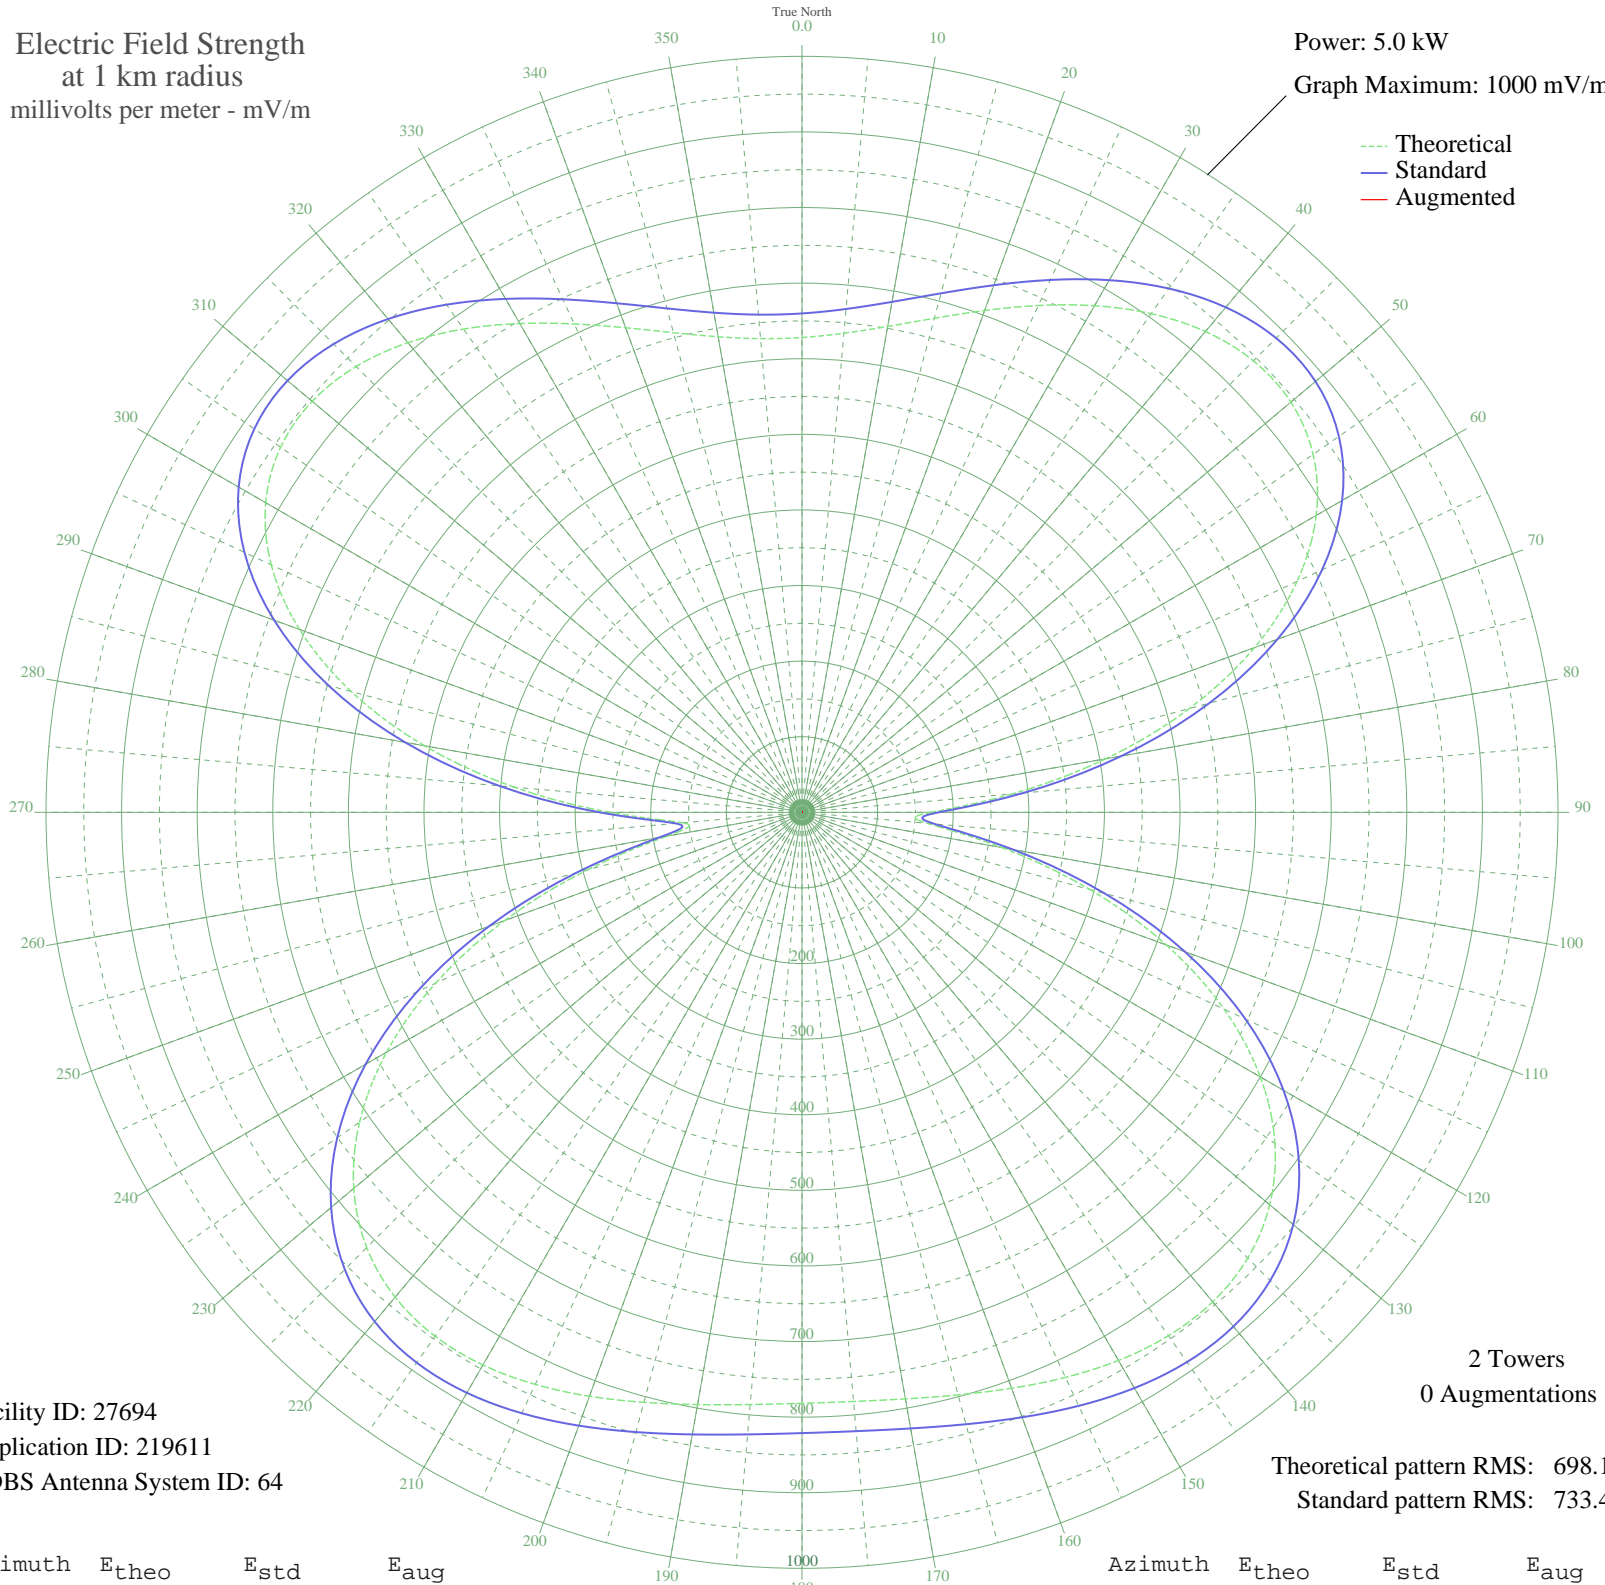 True North
0.0
Electric Field Strength
at 1 km radius
millivolts per meter - mV/m
Power: 5.0 kW
Graph Maximum: 1000 mV/m
Theoretical
Standard
Augmented
350
10
340
20
330
30
320
40
310
50
300
60
290
70
280
80
270
90
260
100
250
110
240
120
230
130
220
140
210
150
200
160
190
170
200
300
400
500
600
700
800
900
1000
2 Towers
0 Augmentations
cility ID: 27694
plication ID: 219611
DBS Antenna System ID: 64
Theoretical pattern RMS: 698.1
Standard pattern RMS: 733.4
imuth Etheo Estd Eaug
Azimuth Etheo Estd Eaug